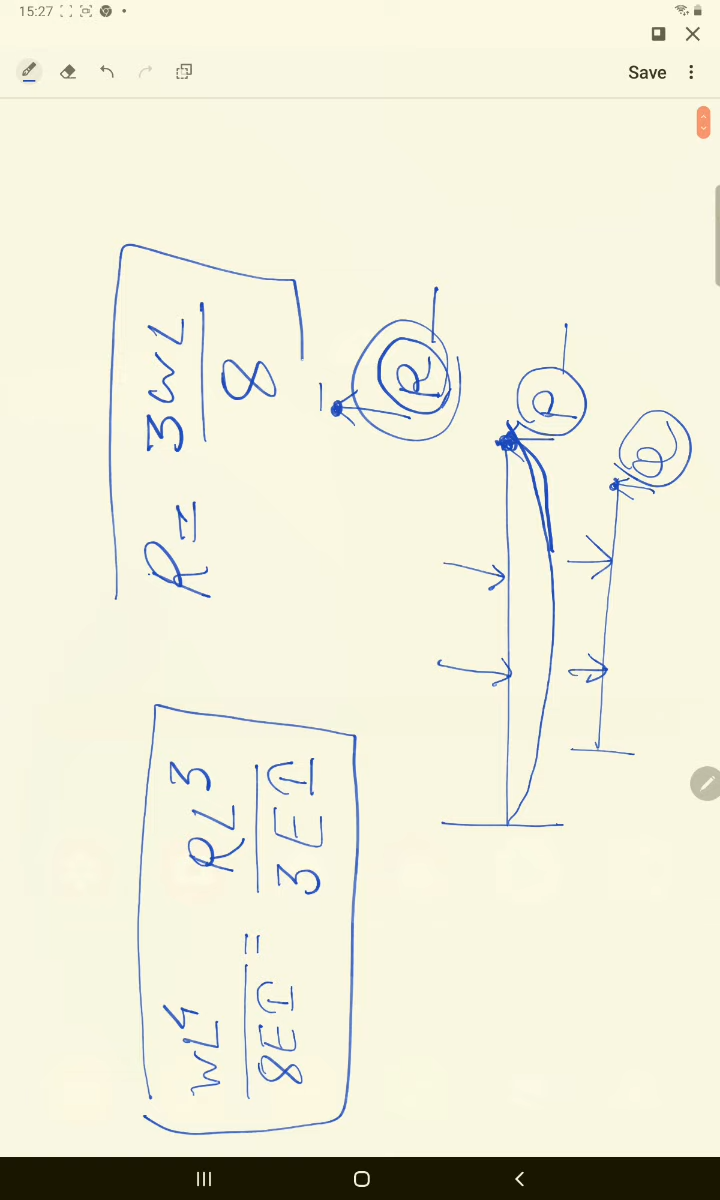 15:27
Save
wL⁴/8EI = RL³/3EI
R = 3wL/8
R
R
R